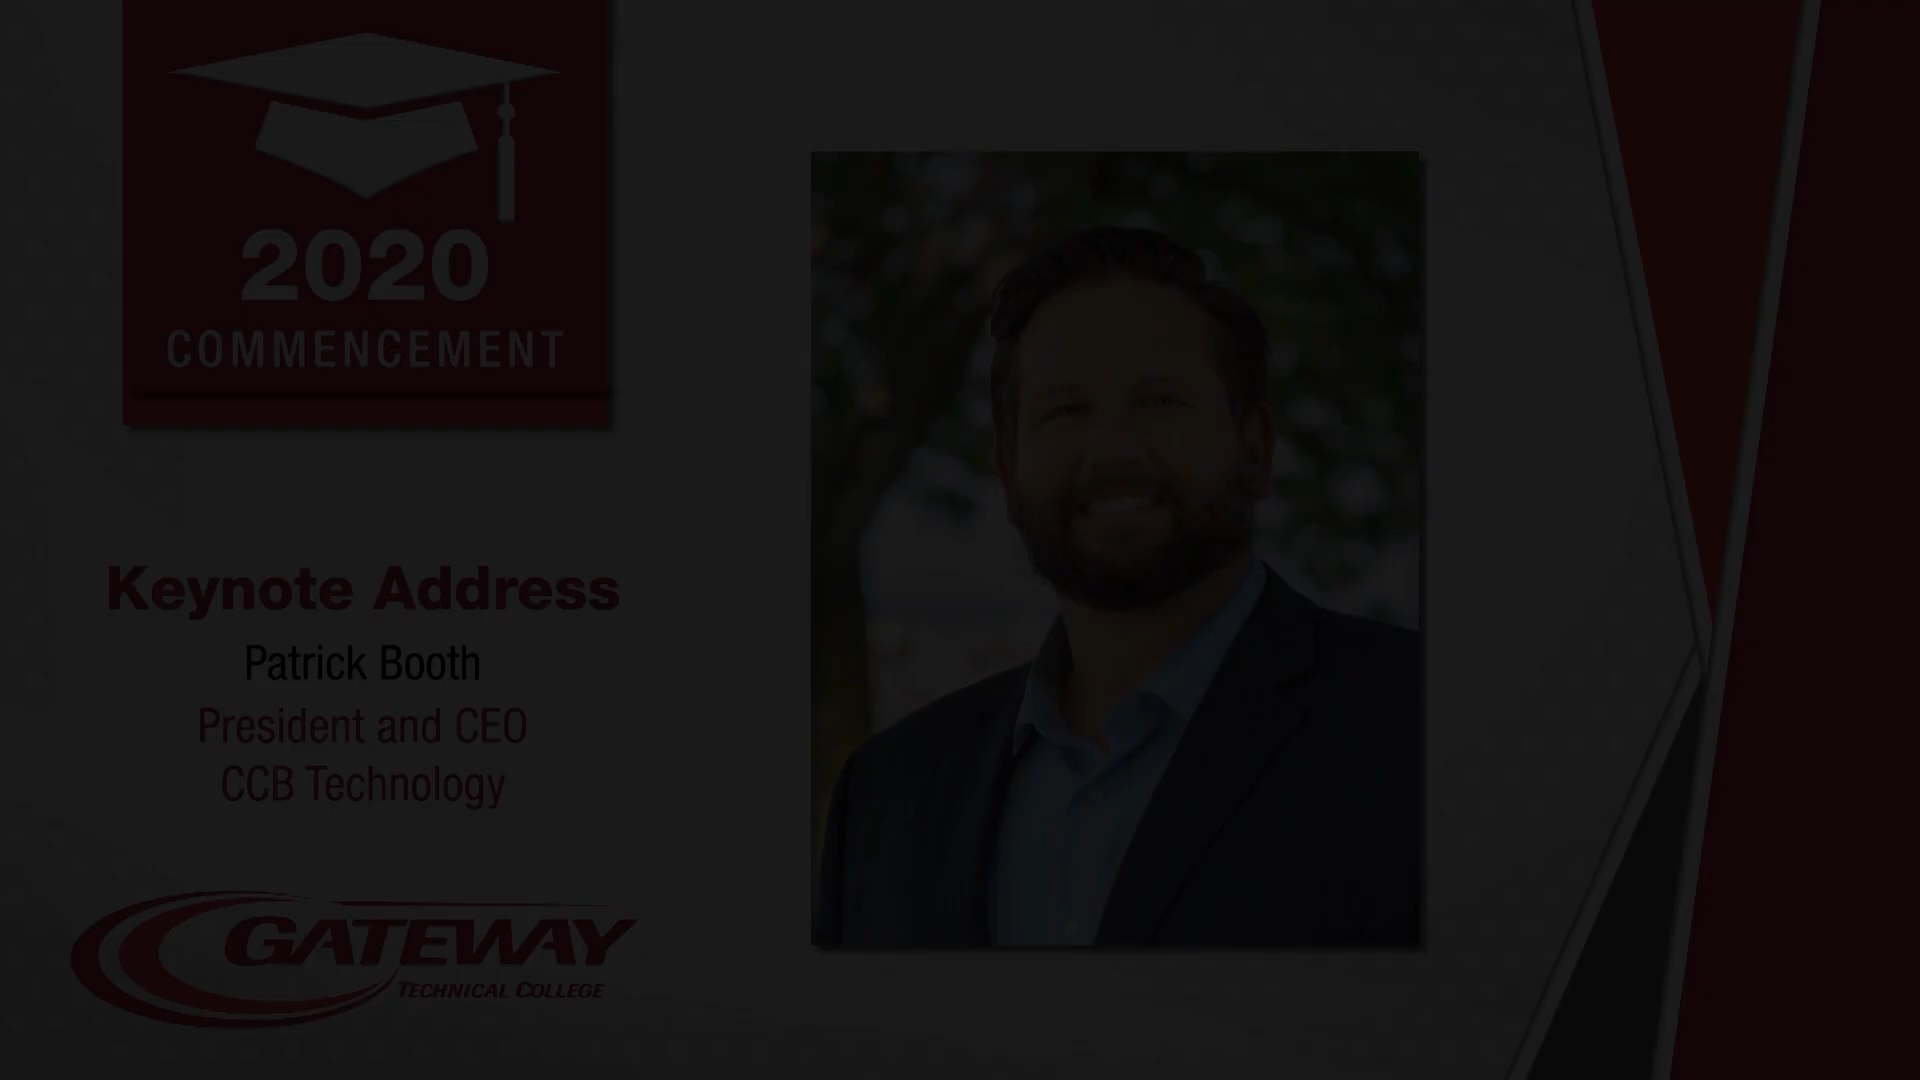 2020
COMMENCEMENT
Keynote Address
Patrick Booth
President and CEO
CCB Technology
GATEWAY
TECHNICAL COLLEGE